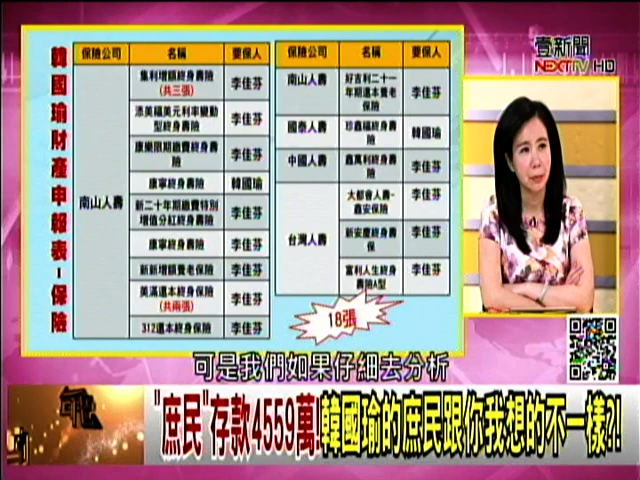 韓國瑜財產申報表-保險
保險公司 名稱 要保人
南山人壽
集利增額終身壽險
(共三張)
李佳芬
添美福美元利率變動
型終身壽險
李佳芬
康樂限期繳費終身壽
險
李佳芬
康寧終身壽險 韓國瑜
新二十年期繳費特別
增值分紅終身壽險
李佳芬
康寧終身壽險 李佳芬
新新增額養老保險 李佳芬
美滿還本終身保險
(共兩張)
李佳芬
312還本終身保險 李佳芬
保險公司 名稱 要保人
南山人壽
好吉利二十一
年期還本養老
保險
李佳芬
國泰人壽
珍鑫福終身壽
險
韓國瑜
中國人壽
鑫萬利終身壽
險
李佳芬
台灣人壽
大都會人壽-
鑫安保險
李佳芬
新安慶終身壽
保
李佳芬
富利人生終身
壽險A型
李佳芬
18張
壹新聞
NEXTTV HD
可是我們如果仔細去分析
"庶民"存款4559萬!韓國瑜的庶民跟你我想的不一樣?!